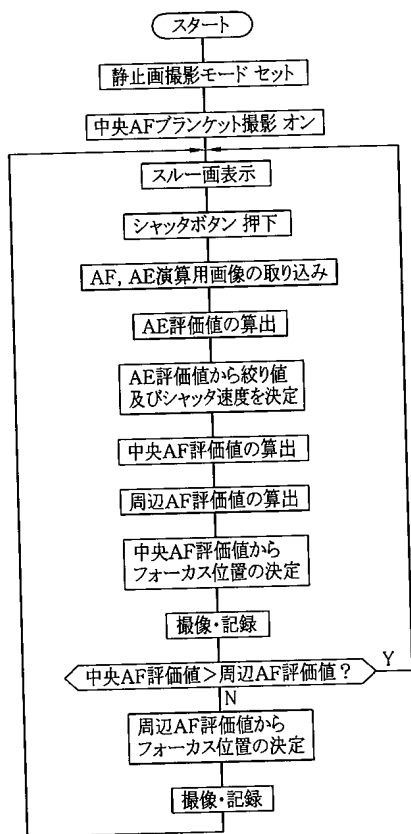 スタート
静止画撮影モード セット
中央AFブランケット撮影 オン
スルー画表示
シャッタボタン 押下
AF, AE演算用画像の取り込み
AE評価値の算出
AE評価値から絞り値
及びシャッタ速度を決定
中央AF評価値の算出
周辺AF評価値の算出
中央AF評価値から
フォーカス位置の決定
撮像・記録
中央AF評価値＞周辺AF評価値？
Y
N
周辺AF評価値から
フォーカス位置の決定
撮像・記録